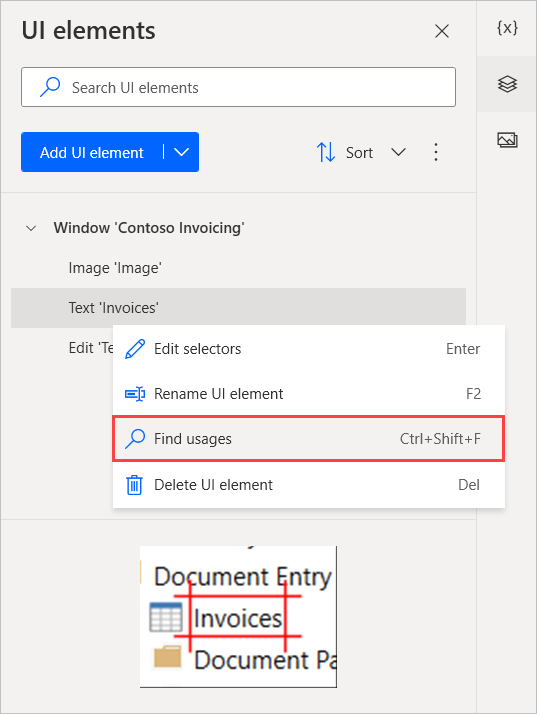 UI elements
{x}
Search UI elements
Add UI element
Sort
Window 'Contoso Invoicing'
Image 'Image'
Text 'Invoices'
Edit 'Te
Edit selectors Enter
Rename UI element F2
Find usages Ctrl+Shift+F
Delete UI element Del
Document Entry
Invoices
Document Pa